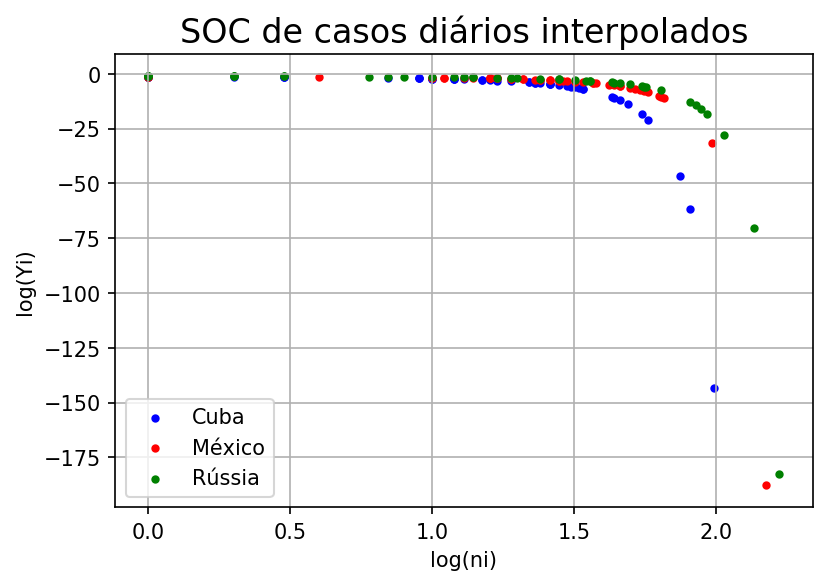 SOC de casos diários interpolados
log(Yi)
0
−25
−50
−75
−100
−125
−150
−175
Cuba
México
Rússia
0.0 0.5 1.0 1.5 2.0
log(ni)